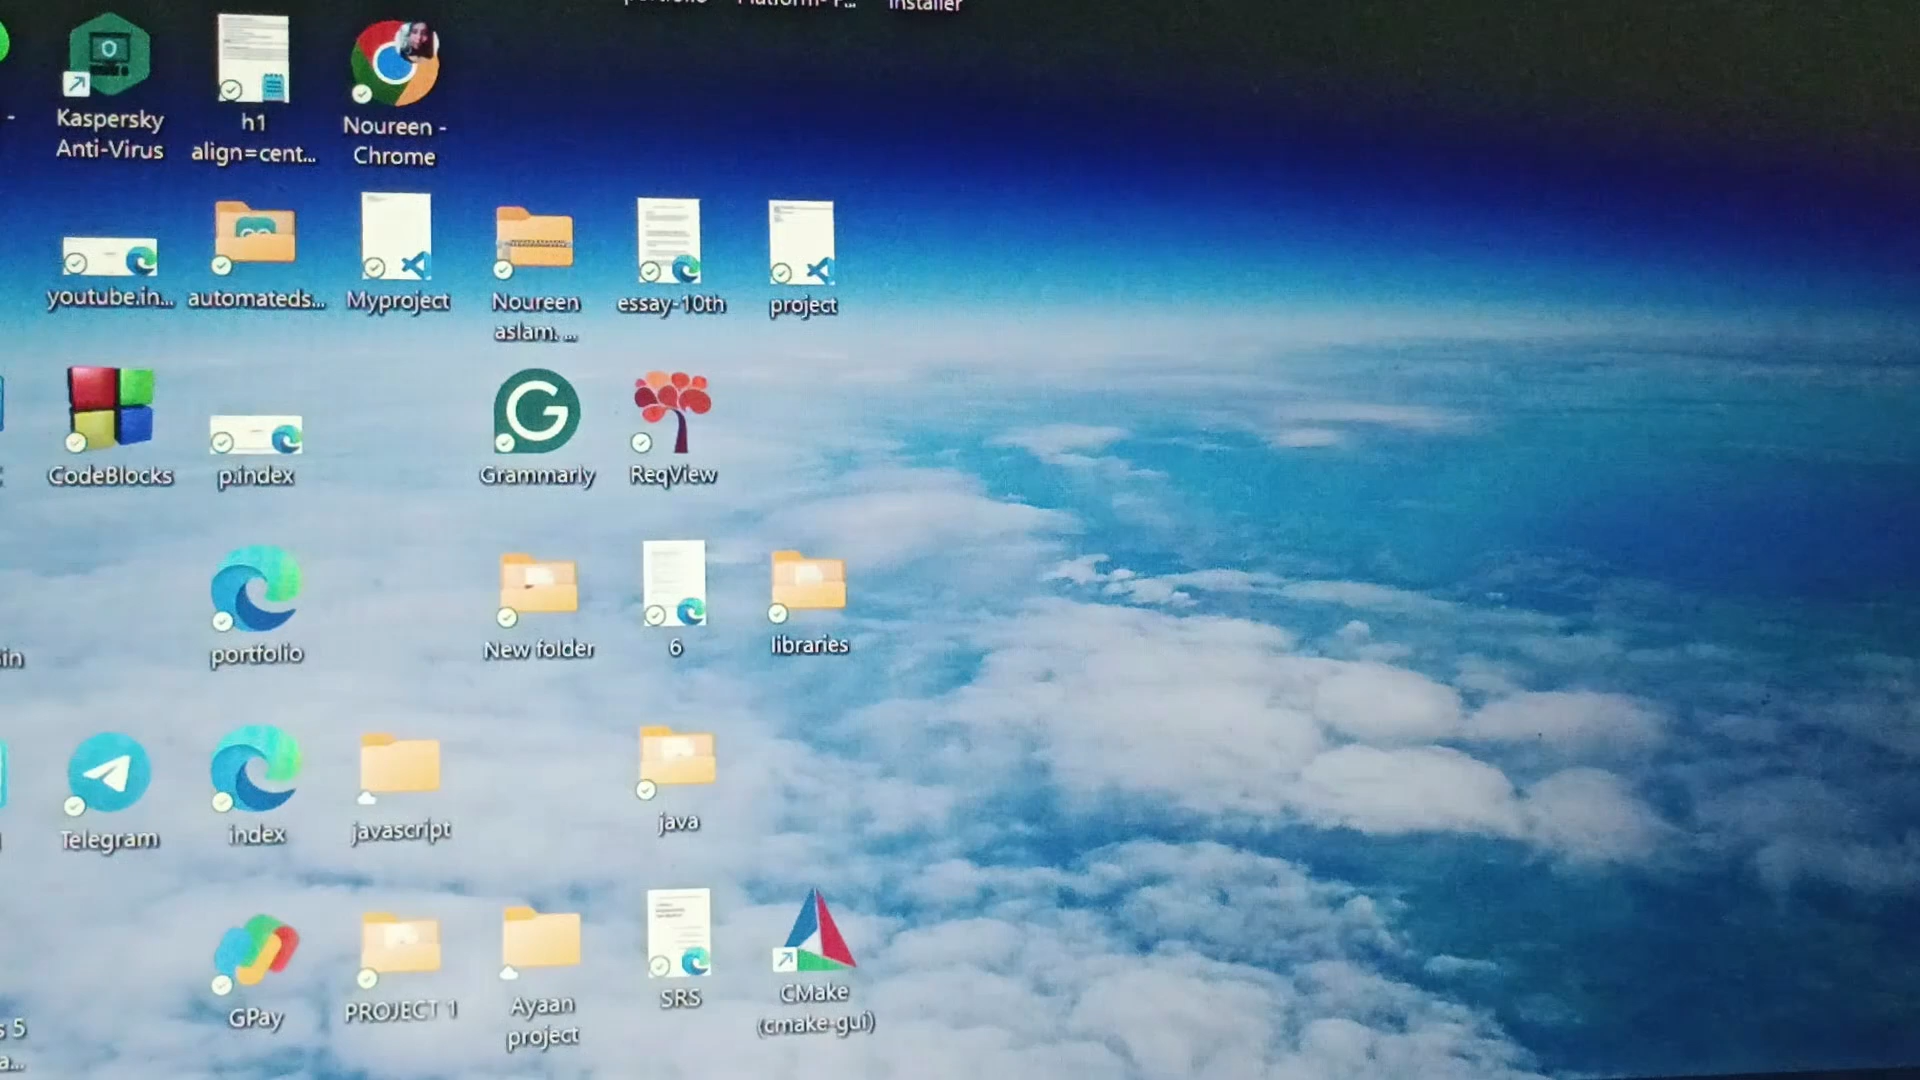 Installer
Kaspersky
Anti-Virus
h1
align=cent...
Noureen -
Chrome
youtube.in...
automateds...
Myproject
Noureen
aslam. ...
essay-10th
project
CodeBlocks
p.index
Grammarly
ReqView
portfolio
New folder
6
libraries
Telegram
index
javascript
java
GPay
PROJECT 1
Ayaan
project
SRS
CMake
(cmake-gui)